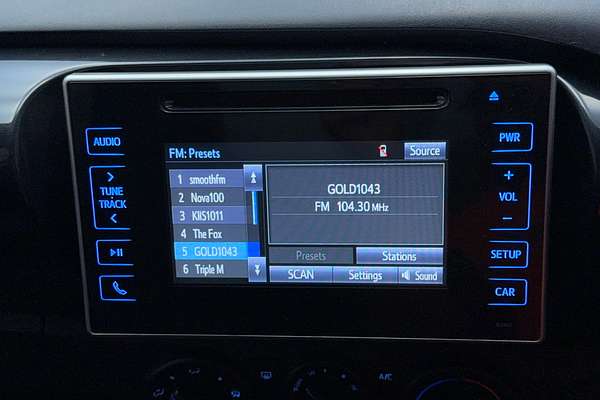 AUDIO
TUNE
TRACK
FM: Presets
Source
1 smoothfm
2 Nova100
3 KIIS1011
4 The Fox
5 GOLD1043
6 Triple M
GOLD1043
FM 104.30 MHz
Presets
Stations
SCAN
Settings
Sound
PWR
+
VOL
-
SETUP
CAR
A/C